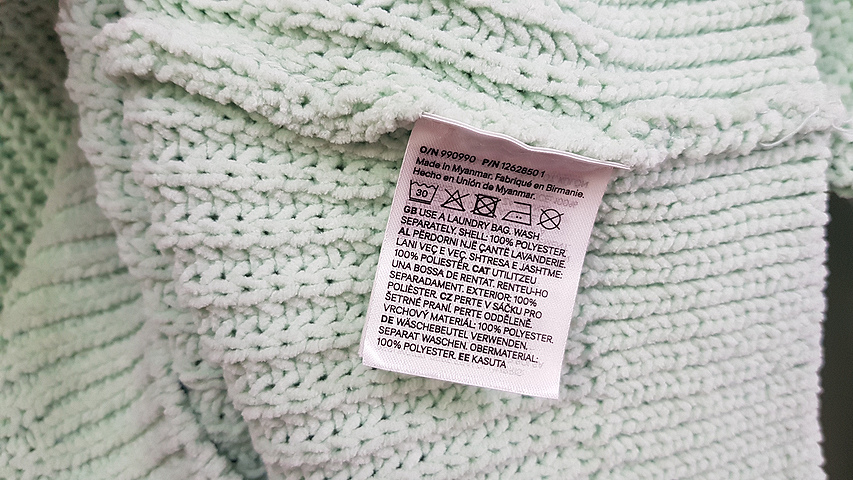 O/N 990990 P/N 12628501
Made in Myanmar. Fabriqué en Birmanie.
Hecho en Unión de Myanmar.
30
GB USE A LAUNDRY BAG. WASH
SEPARATELY. SHELL: 100% POLYESTER.
AL PËRDORNI NJË ÇANTË LAVANDERIE.
LANI VEÇ E VEÇ. SHTRESA E JASHTME:
100% POLIESTËR. CAT UTILITZEU
UNA BOSSA DE RENTAT. RENTEU-HO
SEPARADAMENT. EXTERIOR: 100%
POLIÈSTER. CZ PERTE V SÁČKU PRO
ŠETRNÉ PRANÍ. PERTE ODDĚLENĚ.
VRCHOVÝ MATERIÁL: 100% POLYESTER.
DE WÄSCHEBEUTEL VERWENDEN.
SEPARAT WASCHEN. OBERMATERIAL:
100% POLYESTER. EE KASUTA